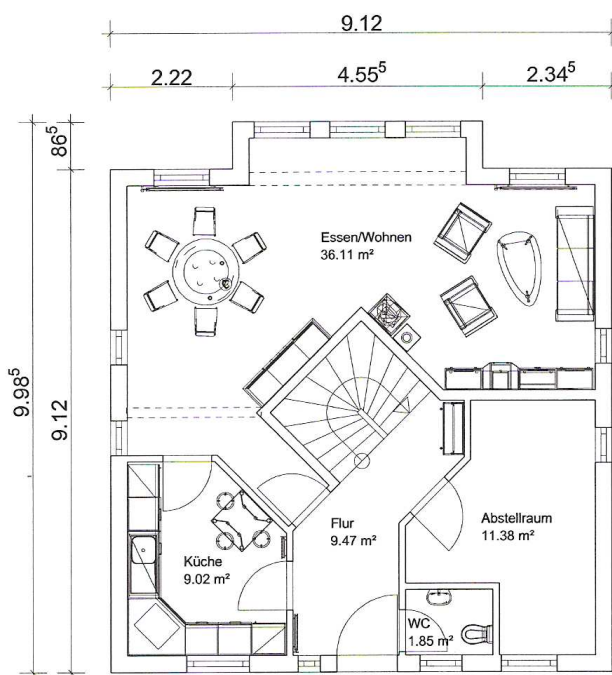 9.12
2.22
4.55⁵
2.34⁵
86⁵
9.98⁵
9.12
Essen/Wohnen
36.11 m²
Flur
9.47 m²
Abstellraum
11.38 m²
Küche
9.02 m²
WC
1.85 m²